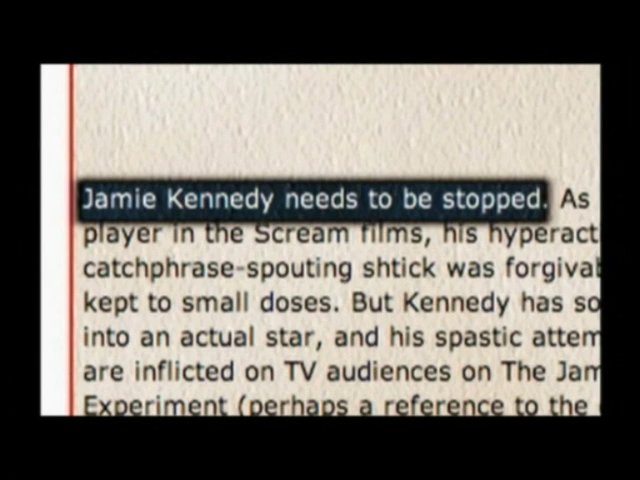 Jamie Kennedy needs to be stopped. As
player in the Scream films, his hyperact
catchphrase-spouting shtick was forgivab
kept to small doses. But Kennedy has so
into an actual star, and his spastic attem
are inflicted on TV audiences on The Jam
Experiment (perhaps a reference to the